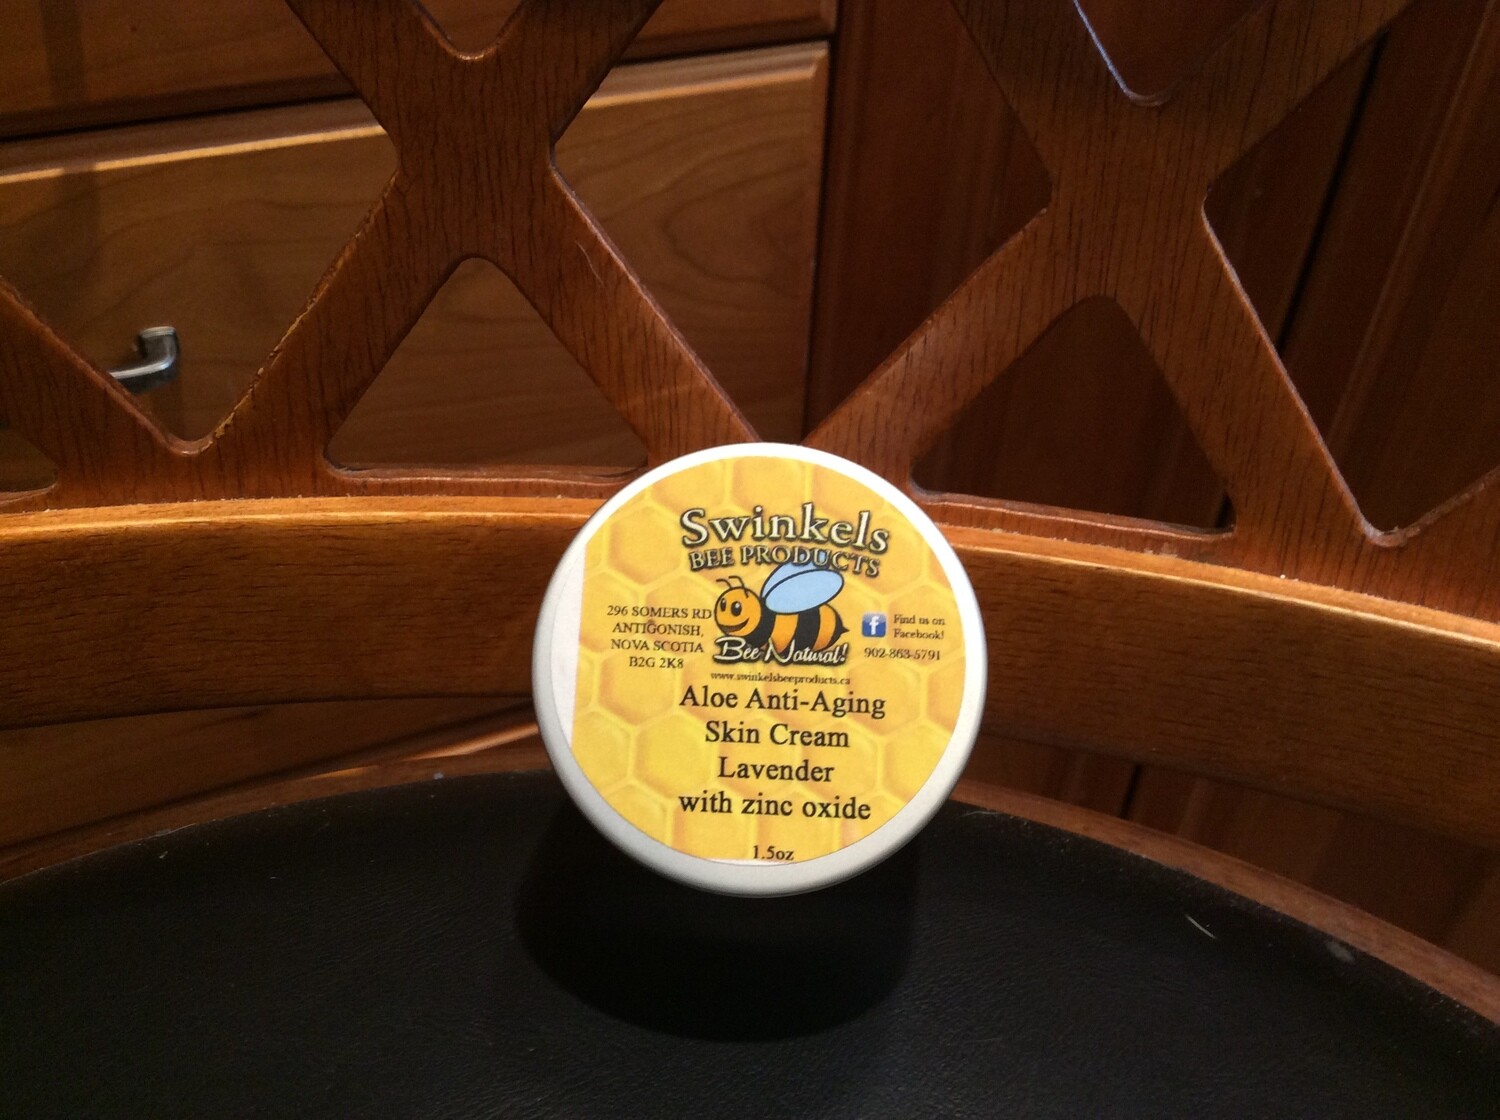 Swinkels
BEE PRODUCTS
296 SOMERS RD
ANTIGONISH,
NOVA SCOTIA
B2G 2K8
Bee Natural!
f
Find us on
Facebook!
902-863-5791
www.swinkelsbeeproducts.ca
Aloe Anti-Aging
Skin Cream
Lavender
with zinc oxide
1.5oz